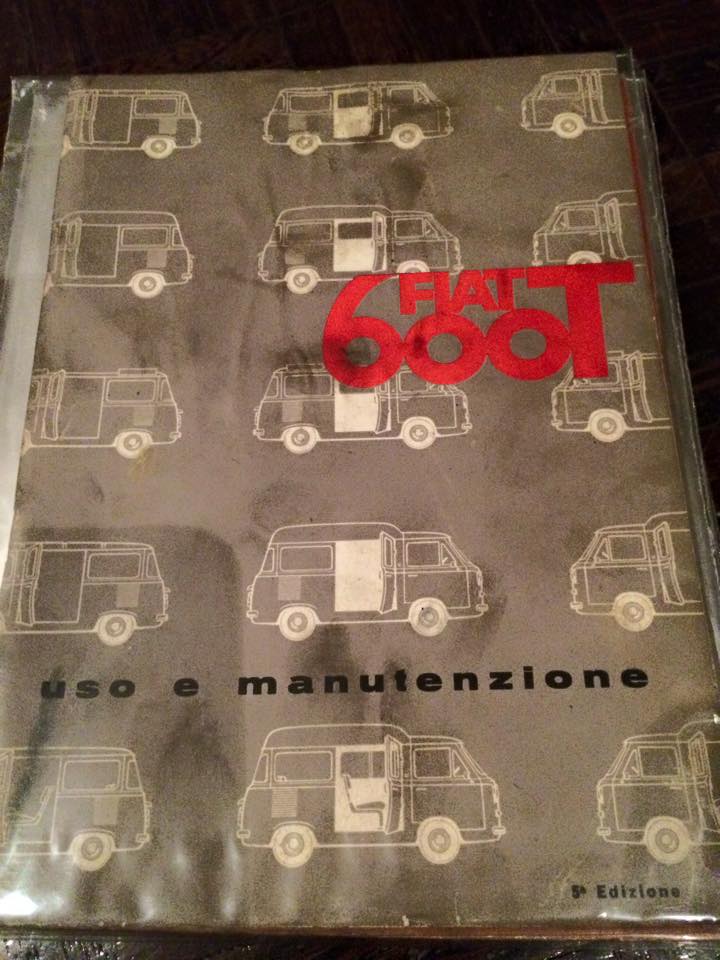 FIAT
600T
uso e manutenzione
5ª Edizione